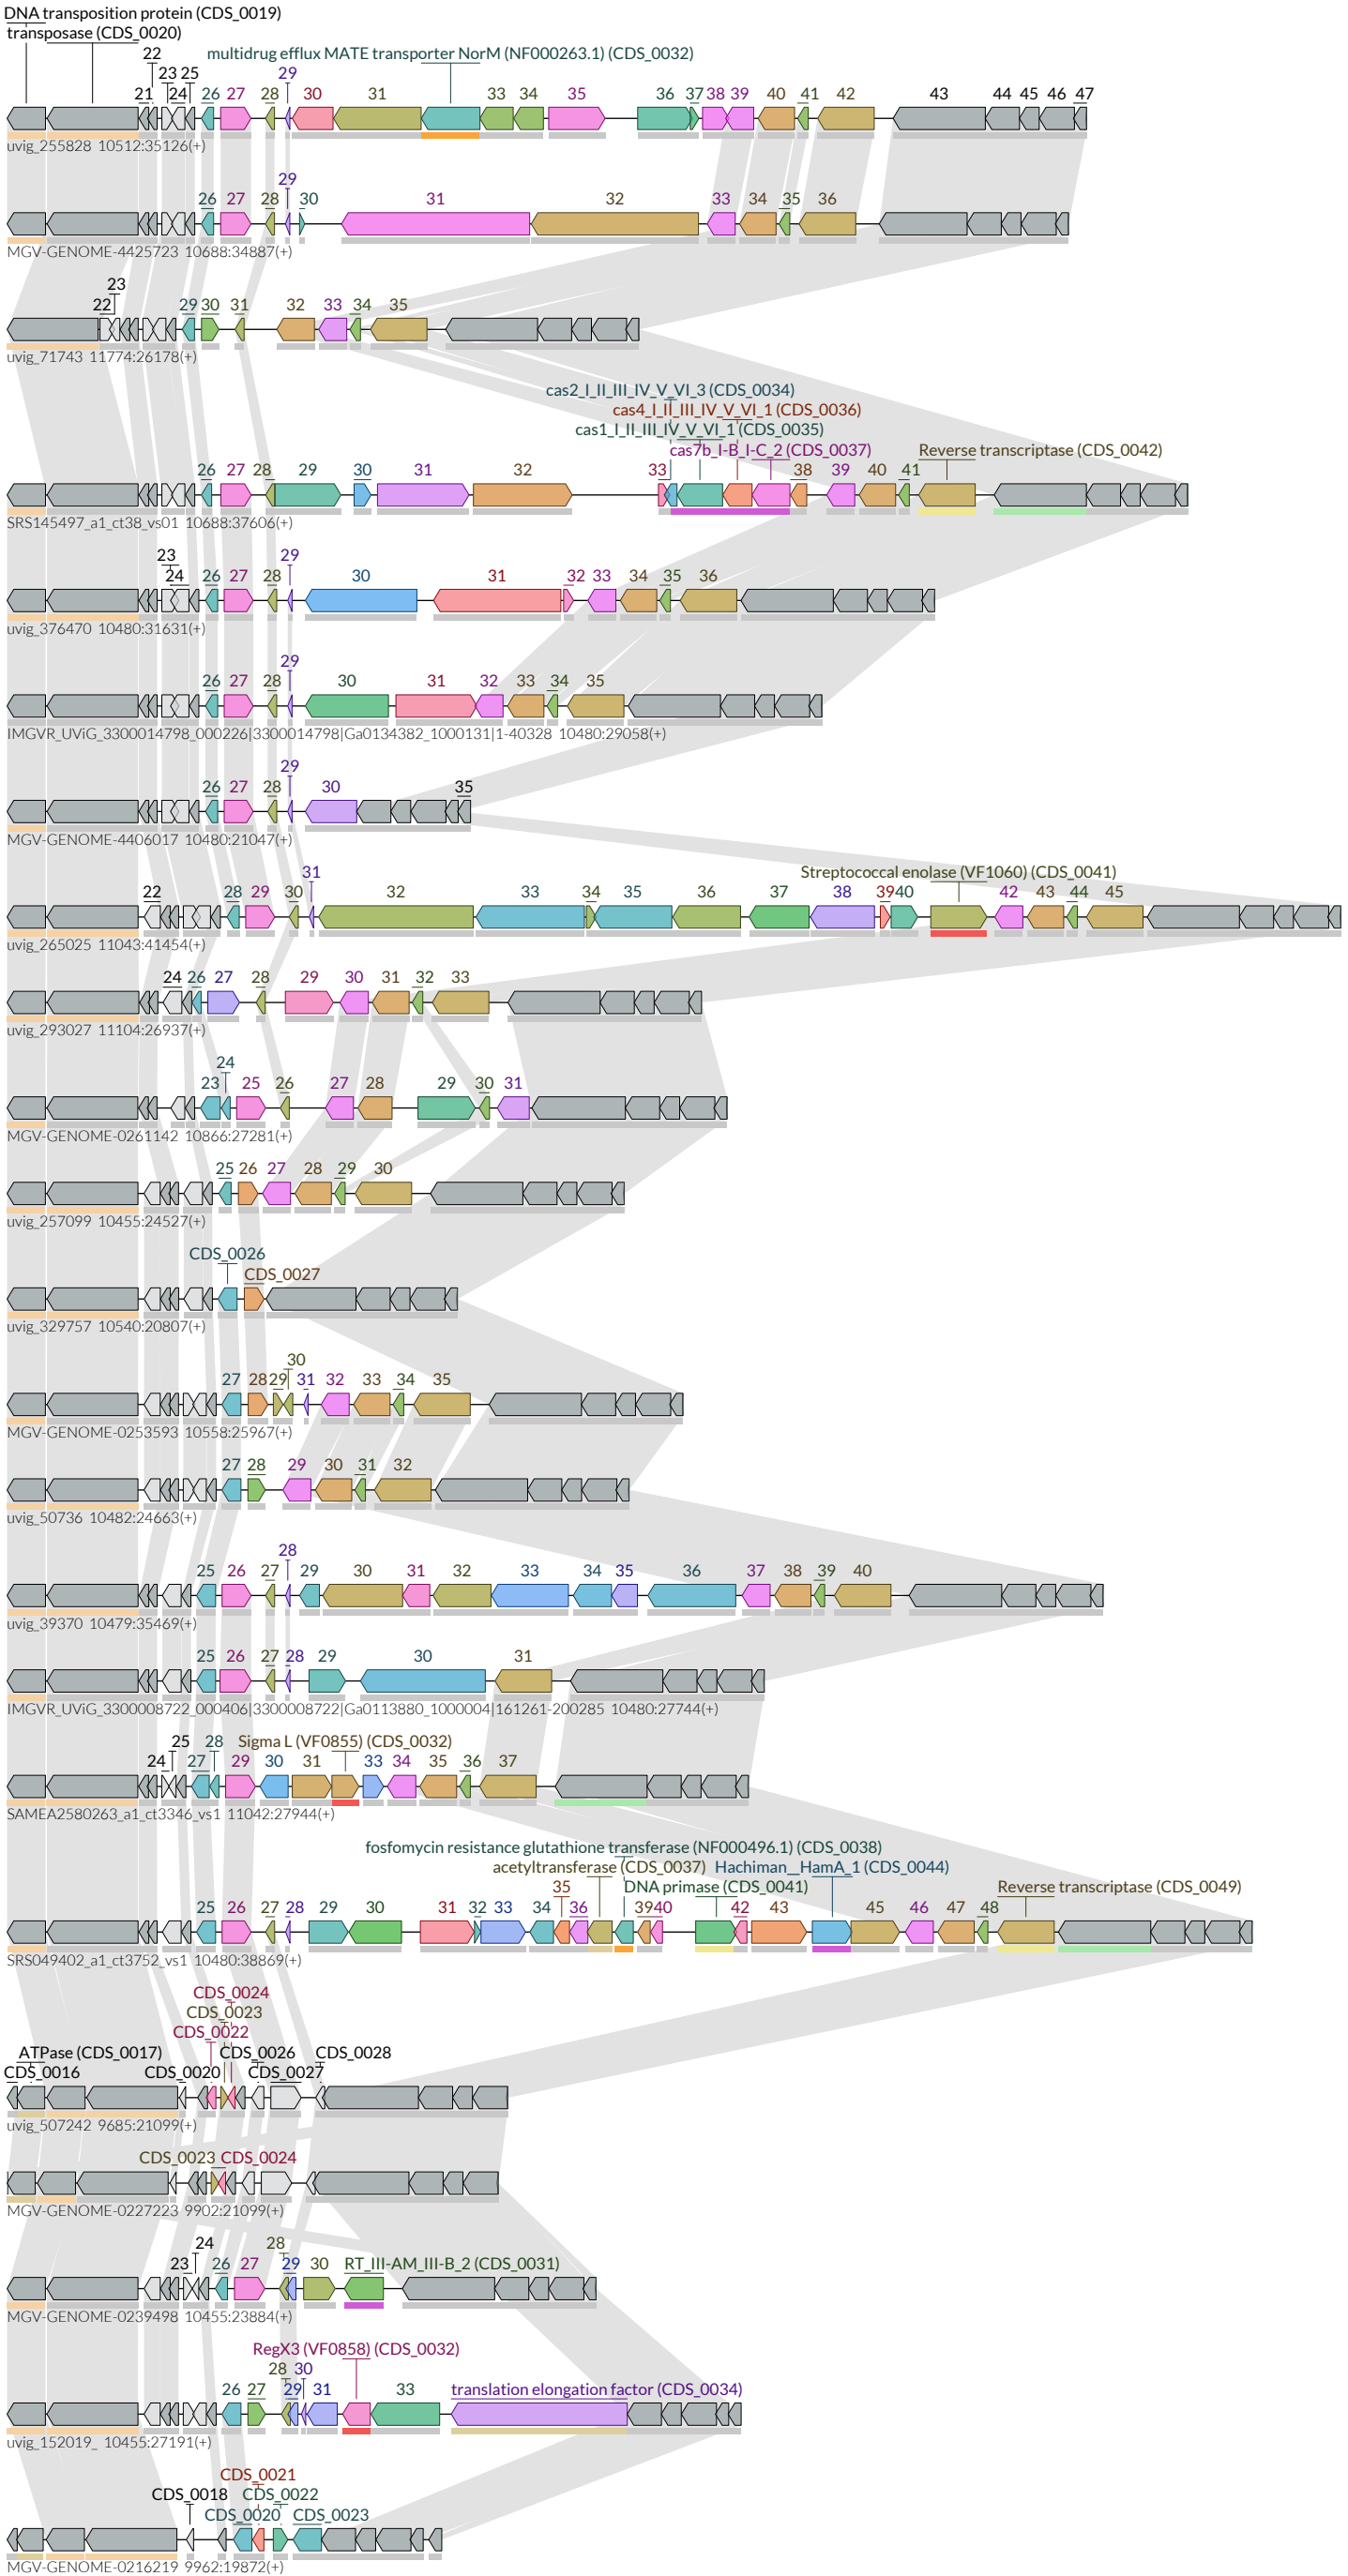 DNA transposition protein (CDS_0019)
transposase (CDS_0020)
22 multidrug efflux MATE transporter NorM (NF000263.1) (CDS_0032)
23 25 29
21 24 26 27 28 30 31 33 34 35 36 37 38 39 40 41 42 43 44 45 46 47
uvig_255828 10512:35126(+)
29
26 27 28 30 31 32 33 34 35 36
MGV-GENOME-4425723 10688:34887(+)
23
22 29 30 31 32 33 34 35
uvig_71743 11774:26178(+)
cas2_I_II_III_IV_V_VI_3 (CDS_0034)
cas4_I_II_III_IV_V_VI_1 (CDS_0036)
cas1_I_II_III_IV_V_VI_1 (CDS_0035)
cas7b_I-B_I-C_2 (CDS_0037) Reverse transcriptase (CDS_0042)
26 27 28 29 30 31 32 33 38 39 40 41
SRS145497_a1_ct38_vs01 10688:37606(+)
23 29
24 26 27 28 30 31 32 33 34 35 36
uvig_376470 10480:31631(+)
29
26 27 28 30 31 32 33 34 35
IMGVR_UViG_3300014798_000226|3300014798|Ga0134382_1000131|1-40328 10480:29058(+)
29
26 27 28 30 35
MGV-GENOME-4406017 10480:21047(+)
31 Streptococcal enolase (VF1060) (CDS_0041)
22 28 29 30 32 33 34 35 36 37 38 39 40 42 43 44 45
uvig_265025 11043:41454(+)
24 26 27 28 29 30 31 32 33
uvig_293027 11104:26937(+)
24
23 25 26 27 28 29 30 31
MGV-GENOME-0261142 10866:27281(+)
25 26 27 28 29 30
uvig_257099 10455:24527(+)
CDS_0026
CDS_0027
uvig_329757 10540:20807(+)
30
27 28 29 31 32 33 34 35
MGV-GENOME-0253593 10558:25967(+)
27 28 29 30 31 32
uvig_50736 10482:24663(+)
28
25 26 27 29 30 31 32 33 34 35 36 37 38 39 40
uvig_39370 10479:35469(+)
25 26 27 28 29 30 31
IMGVR_UViG_3300008722_000406|3300008722|Ga0113880_1000004|161261-200285 10480:27744(+)
25 28 Sigma L (VF0855) (CDS_0032)
24 27 29 30 31 33 34 35 36 37
SAMEA2580263_a1_ct3346_vs1 11042:27944(+)
fosfomycin resistance glutathione transferase (NF000496.1) (CDS_0038)
acetyltransferase (CDS_0037) Hachiman__HamA_1 (CDS_0044)
35 DNA primase (CDS_0041) Reverse transcriptase (CDS_0049)
25 26 27 28 29 30 31 32 33 34 36 39 40 42 43 45 46 47 48
SRS049402_a1_ct3752_vs1 10480:38869(+)
CDS_0024
CDS_0023
CDS_0022
ATPase (CDS_0017) CDS_0026 CDS_0028
CDS_0016 CDS_0020 CDS_0027
uvig_507242 9685:21099(+)
CDS_0023 CDS_0024
MGV-GENOME-0227223 9902:21099(+)
24 28
23 26 27 29 30 RT_III-AM_III-B_2 (CDS_0031)
MGV-GENOME-0239498 10455:23884(+)
RegX3 (VF0858) (CDS_0032)
28 30
26 27 29 31 33 translation elongation factor (CDS_0034)
uvig_152019_ 10455:27191(+)
CDS_0021
CDS_0018 CDS_0022
CDS_0020 CDS_0023
MGV-GENOME-0216219 9962:19872(+)